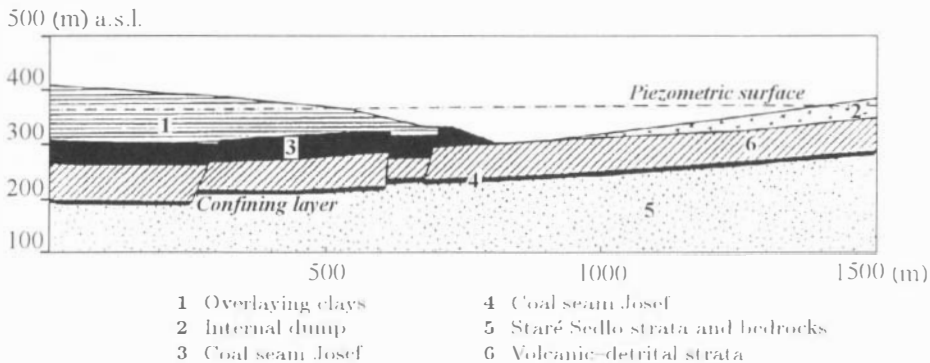 500 (m) a.s.l.
400
Piezometric surface
1
2
300
3
6
200
4
Confining layer
5
100
500 1000 1500 (m)
1 Overlaying clays
2 Internal dump
3 Coal seam Josef
4 Coal seam Josef
5 Staré Sedlo strata and bedrocks
6 Volcanic-detrital strata